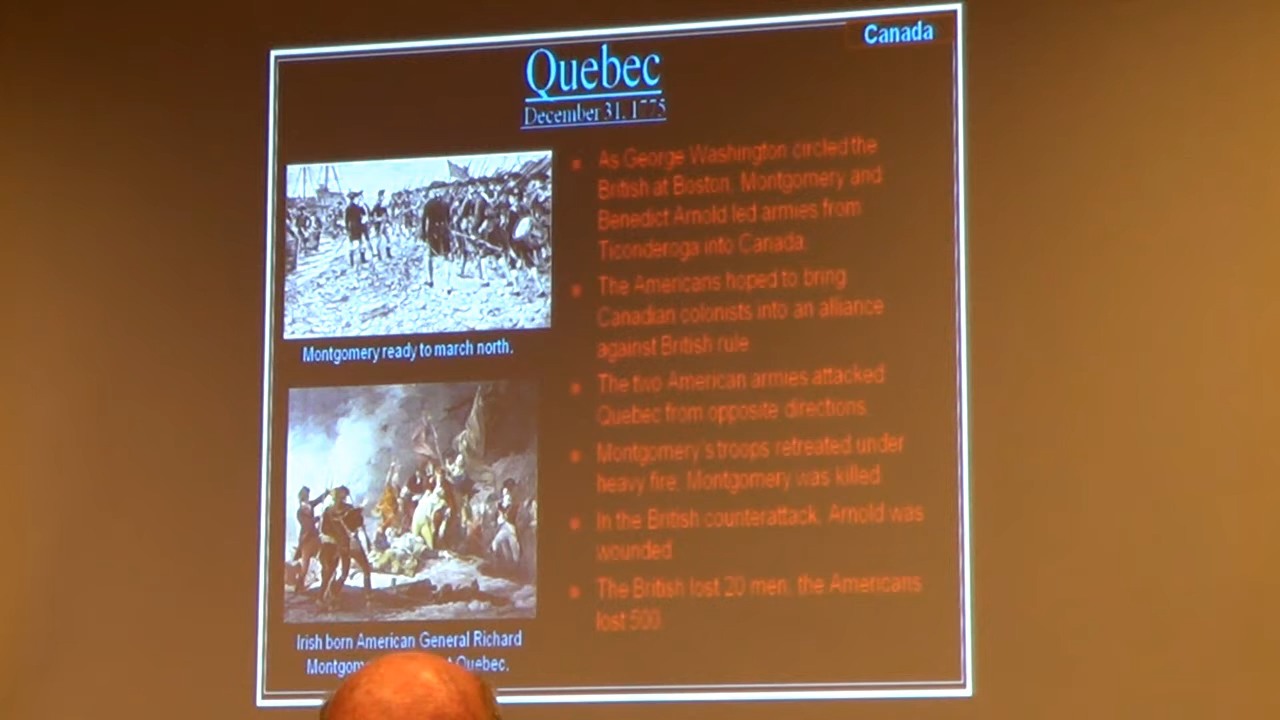 Canada
Quebec
December 31, 1775
As George Washington circled the
British at Boston, Montgomery and
Benedict Arnold led armies from
Ticonderoga into Canada.
The Americans hoped to bring
Canadian colonists into an alliance
against British rule.
The two American armies attacked
Quebec from opposite directions.
Montgomery's troops retreated under
heavy fire; Montgomery was killed.
In the British counterattack, Arnold was
wounded.
The British lost 20 men, the Americans
lost 500.
Montgomery ready to march north.
Irish born American General Richard
Quebec.